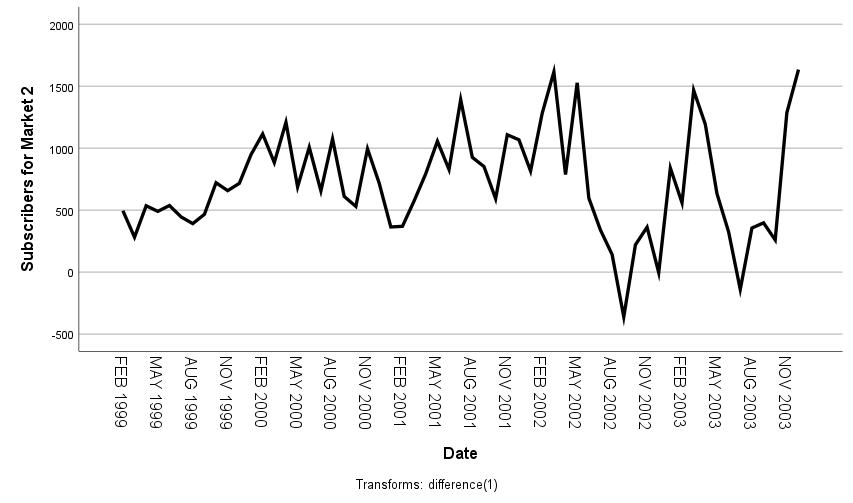 Subscribers for Market 2
2000
1500
1000
500
0
-500
FEB 1999
MAY 1999
AUG 1999
NOV 1999
FEB 2000
MAY 2000
AUG 2000
NOV 2000
FEB 2001
MAY 2001
AUG 2001
NOV 2001
FEB 2002
MAY 2002
AUG 2002
NOV 2002
FEB 2003
MAY 2003
AUG 2003
NOV 2003
Date
Transforms: difference(1)